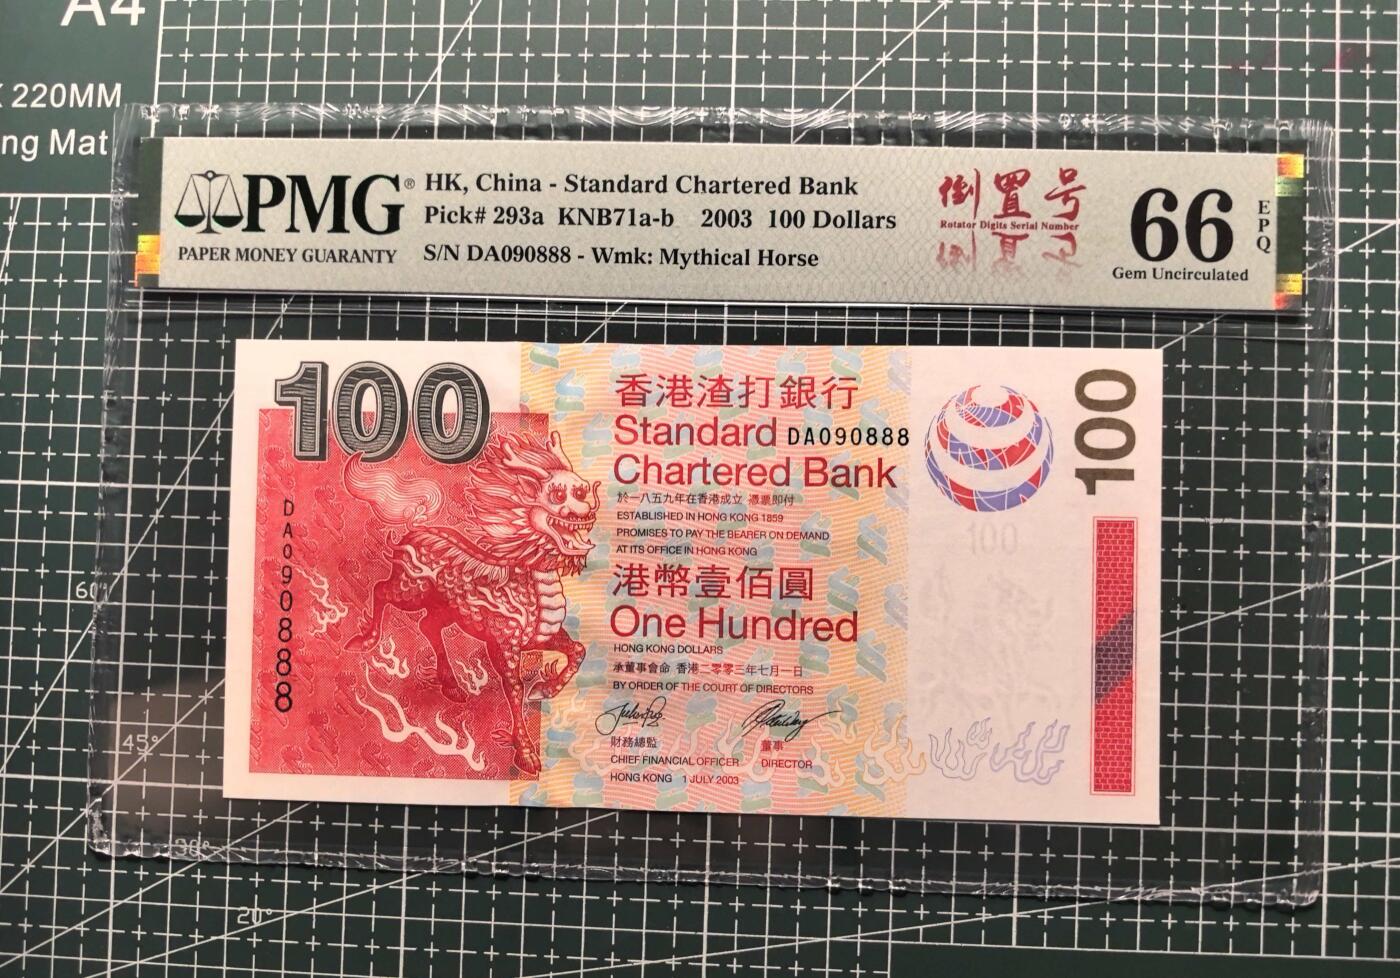 A4
X 220MM
ng Mat
PMG®
PAPER MONEY GUARANTY
HK, China - Standard Chartered Bank
Pick# 293a KNB71a-b 2003 100 Dollars
S/N DA090888 - Wmk: Mythical Horse
倒置号
Rotator Digits Serial Number
66
EPQ
Gem Uncirculated
100
香港渣打銀行
Standard DA090888
Chartered Bank
於一八五九年在香港成立 憑票即付
ESTABLISHED IN HONG KONG 1859
PROMISES TO PAY THE BEARER ON DEMAND
AT ITS OFFICE IN HONG KONG
港幣壹佰圓
One Hundred
HONG KONG DOLLARS
承董事會命 香港二零零三年七月一日
BY ORDER OF THE COURT OF DIRECTORS
財務總監 董事
CHIEF FINANCIAL OFFICER DIRECTOR
HONG KONG 1 JULY 2003
DA090888
100
100
60°
45°
30°
20°